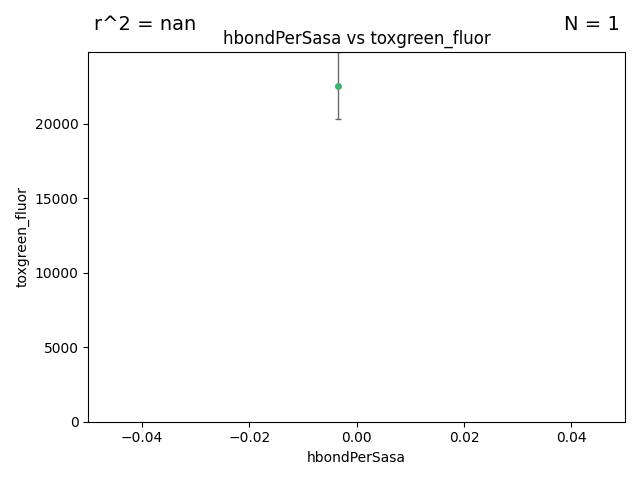 r^2 = nan
N = 1
hbondPerSasa vs toxgreen_fluor
toxgreen_fluor
20000
15000
10000
5000
0
−0.04
−0.02
0.00
0.02
0.04
hbondPerSasa